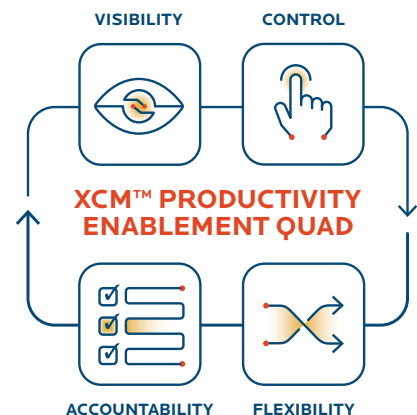 VISIBILITY
CONTROL
XCM™ PRODUCTIVITY
ENABLEMENT QUAD
ACCOUNTABILITY
FLEXIBILITY